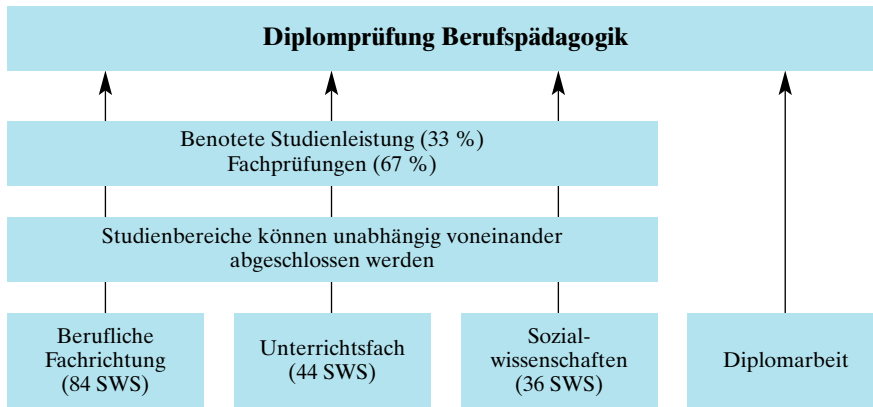 Diplomprüfung Berufspädagogik
Benotete Studienleistung (33 %)
Fachprüfungen (67 %)
Studienbereiche können unabhängig voneinander
abgeschlossen werden
Berufliche
Fachrichtung
(84 SWS)
Unterrichtsfach
(44 SWS)
Sozial-
wissenschaften
(36 SWS)
Diplomarbeit